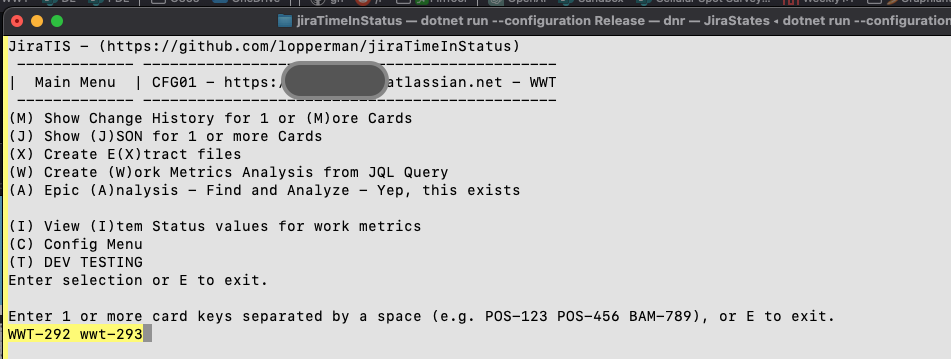 jiraTimeInStatus — dotnet run --configuration Release — dnr — JiraStates ◂ dotnet run --configuration
JiraTIS - (https://github.com/lopperman/jiraTimeInStatus)
------------- -----------------------------------------------
|  Main Menu  | CFG01 - https:/ atlassian.net - WWT
------------- -----------------------------------------------
(M) Show Change History for 1 or (M)ore Cards
(J) Show (J)SON for 1 or more Cards
(X) Create E(X)tract files
(W) Create (W)ork Metrics Analysis from JQL Query
(A) Epic (A)nalysis - Find and Analyze - Yep, this exists
(I) View (I)tem Status values for work metrics
(C) Config Menu
(T) DEV TESTING
Enter selection or E to exit.
Enter 1 or more card keys separated by a space (e.g. POS-123 POS-456 BAM-789), or E to exit.
WWT-292 wwt-293